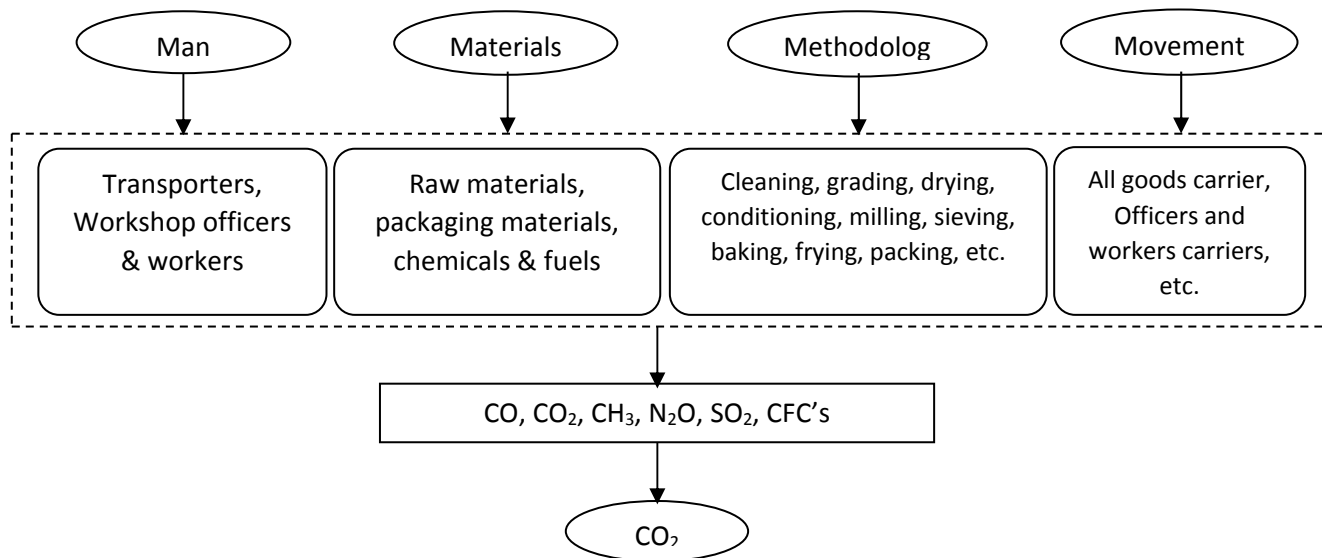 Man
Materials
Methodolog
Movement
Transporters,
Workshop officers
& workers
Raw materials,
packaging materials,
chemicals & fuels
Cleaning, grading, drying,
conditioning, milling, sieving,
baking, frying, packing, etc.
All goods carrier,
Officers and
workers carriers,
etc.
CO, CO₂, CH₃, N₂O, SO₂, CFC’s
CO₂